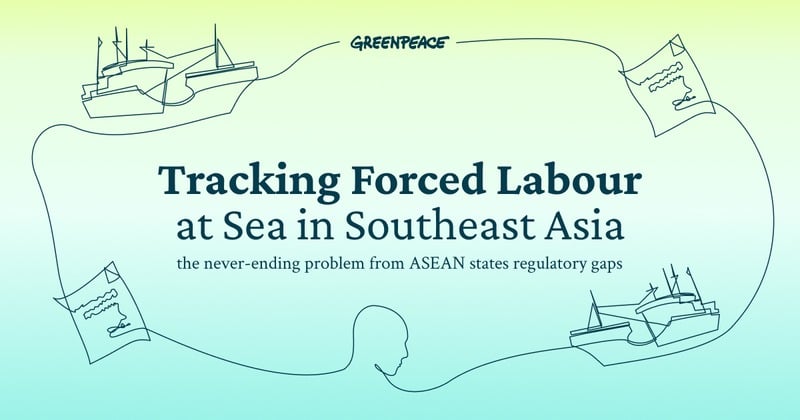 GREENPEACE
Tracking Forced Labour
at Sea in Southeast Asia
the never-ending problem from ASEAN states regulatory gaps